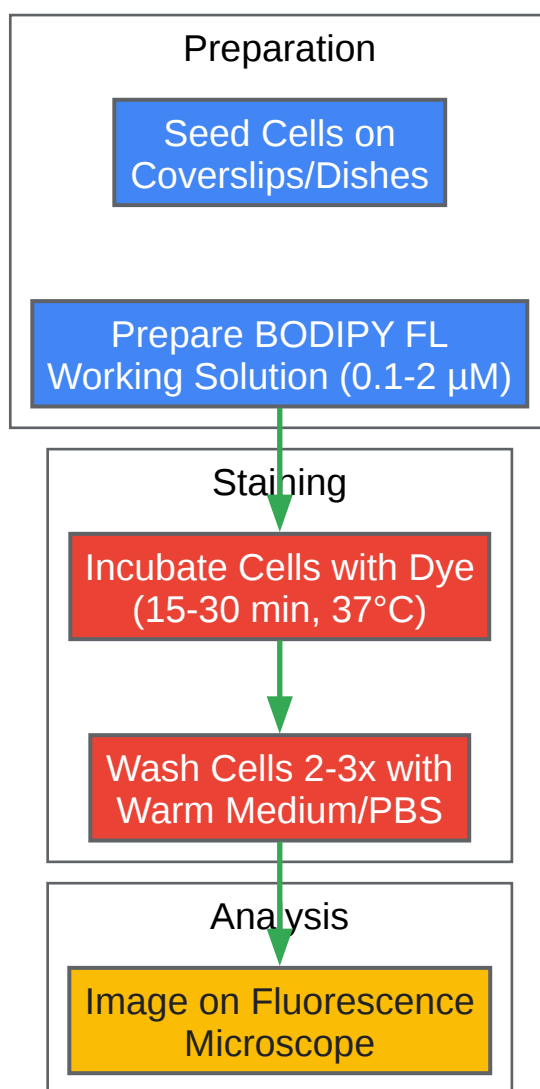 Preparation
Seed Cells on
Coverslips/Dishes
Prepare BODIPY FL
Working Solution (0.1-2 µM)
Staining
Incubate Cells with Dye
(15-30 min, 37°C)
Wash Cells 2-3x with
Warm Medium/PBS
Analysis
Image on Fluorescence
Microscope